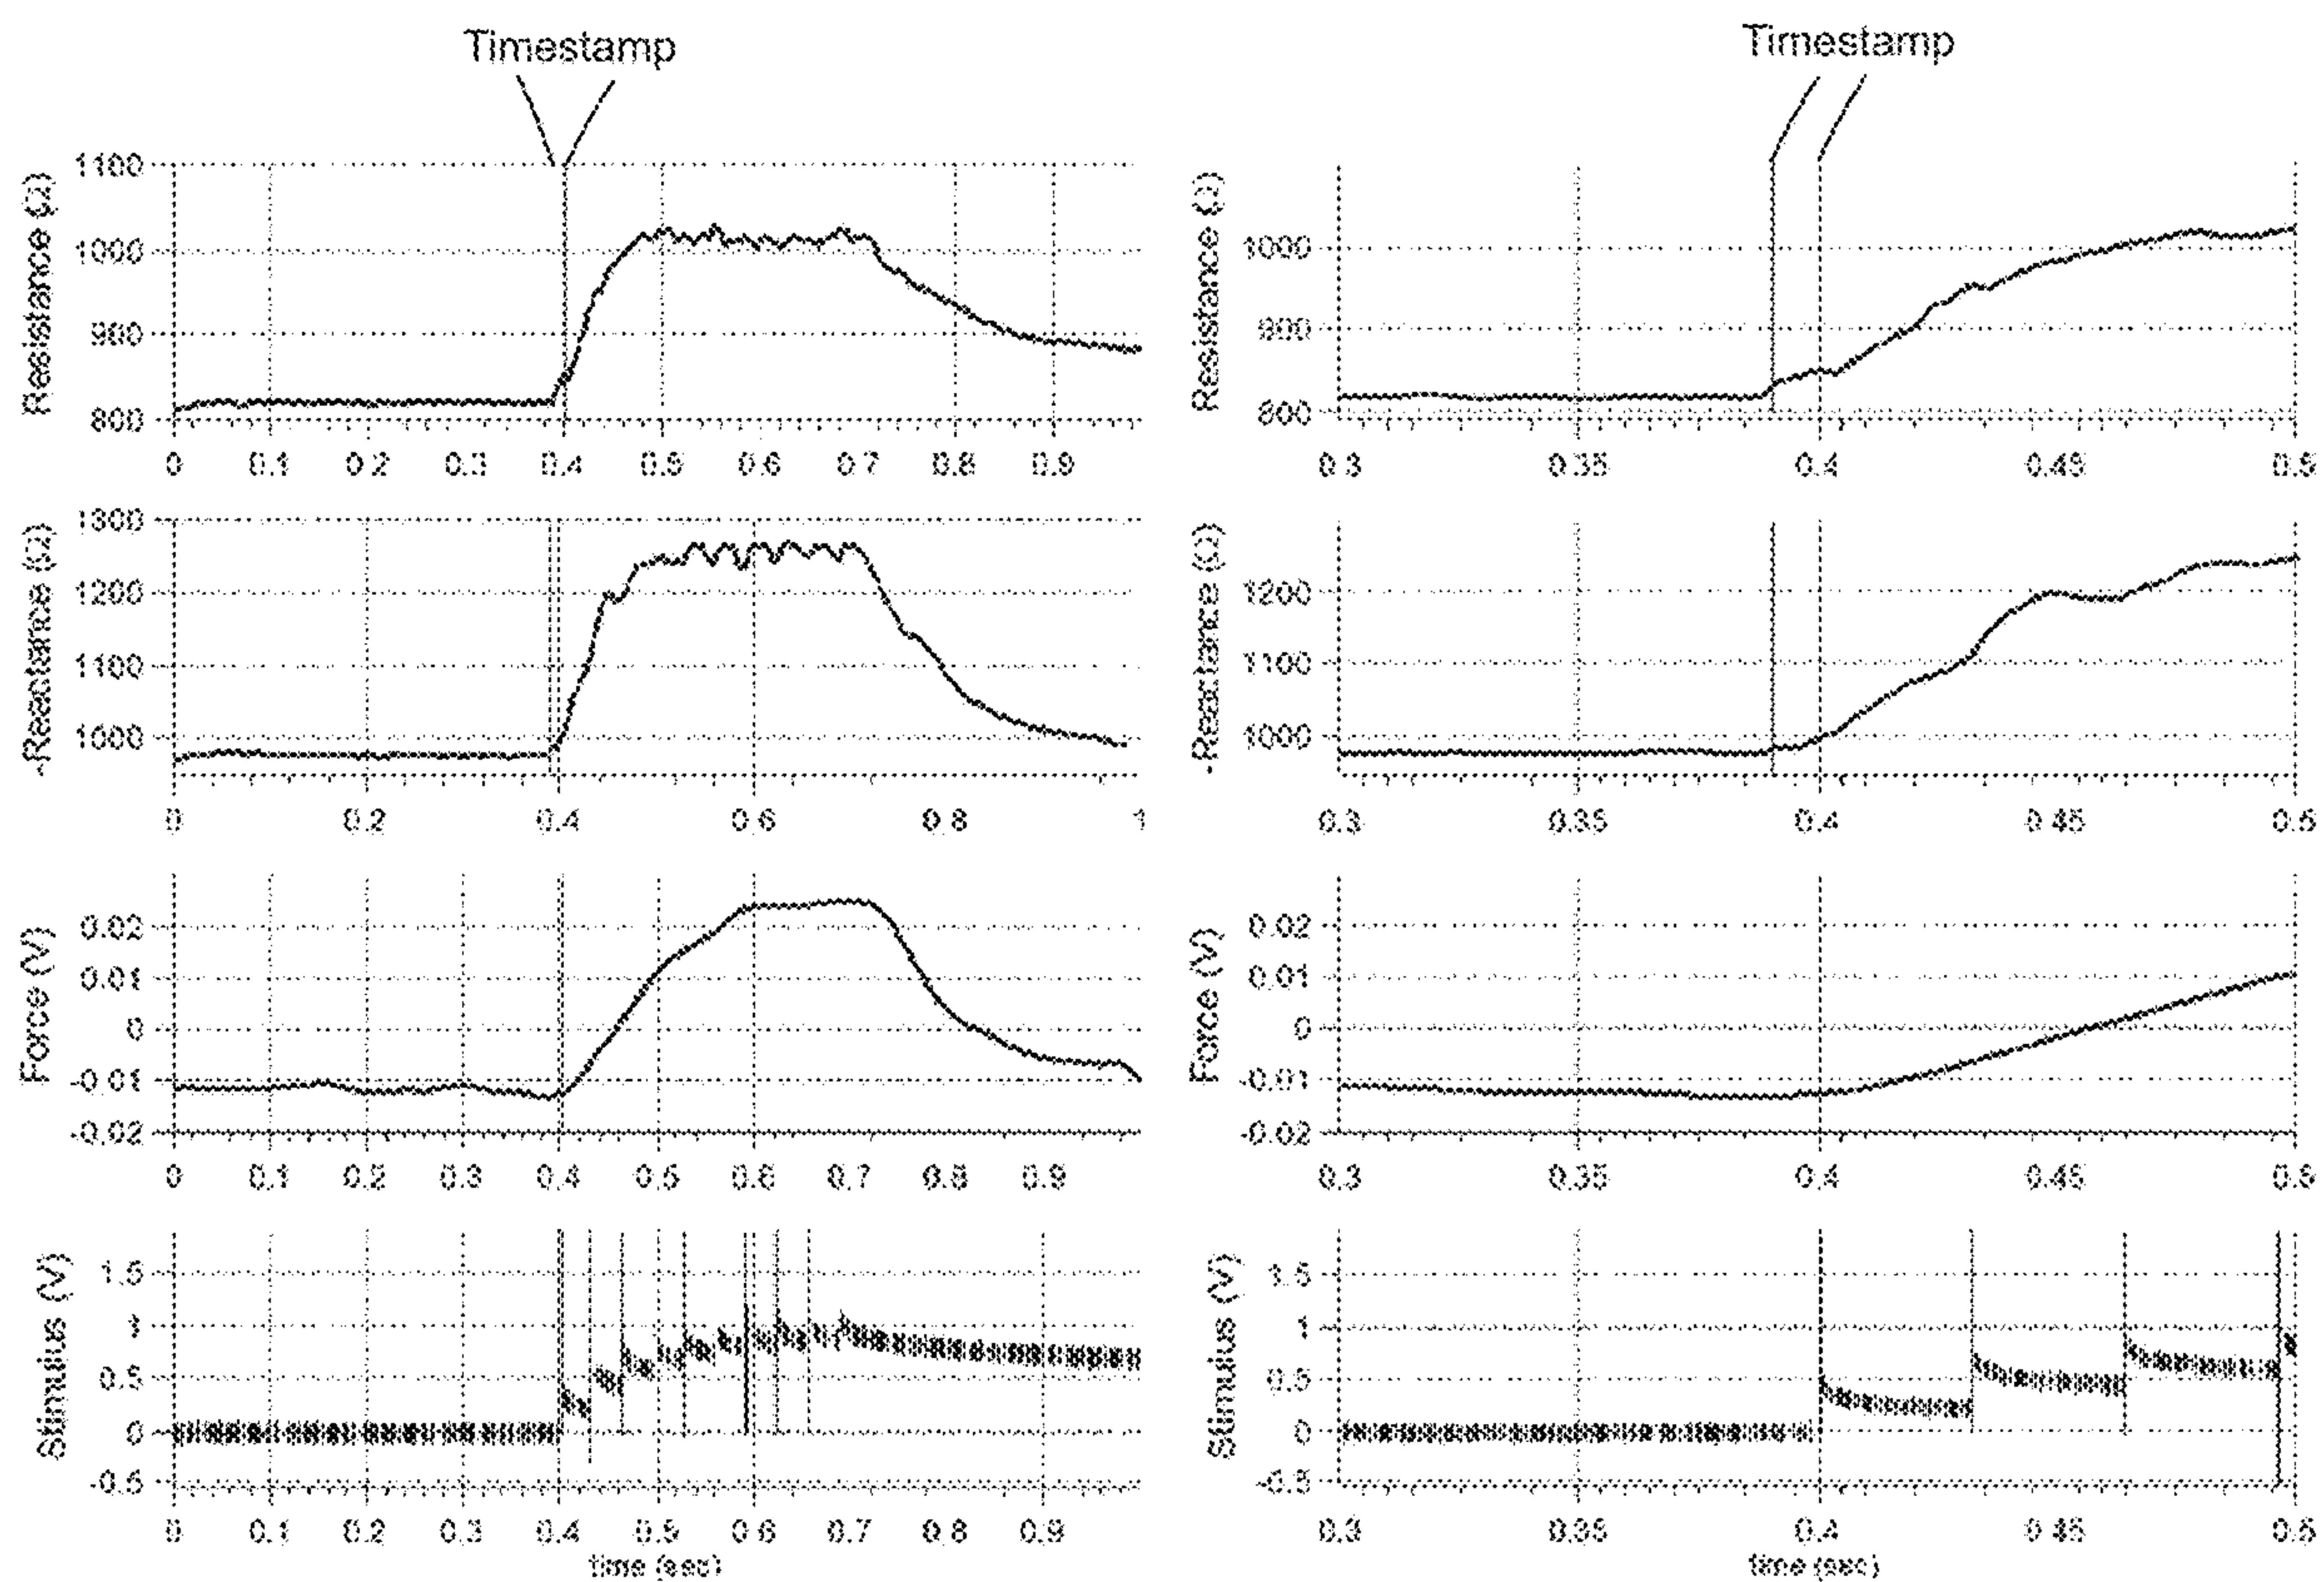 Timestamp
Timestamp
Resistance (Ω)
1100
1000
900
800
0 0.1 0.2 0.3 0.4 0.5 0.6 0.7 0.8 0.9
Resistance (Ω)
1000
900
800
0.3 0.35 0.4 0.45 0.5
-Reactance (Ω)
1300
1200
1100
1000
0 0.2 0.4 0.6 0.8 1
-Reactance (Ω)
1200
1100
1000
0.3 0.35 0.4 0.45 0.5
Force (V)
0.02
0.01
0
-0.01
-0.02
0 0.1 0.2 0.3 0.4 0.5 0.6 0.7 0.8 0.9
Force (V)
0.02
0.01
0
-0.01
-0.02
0.3 0.35 0.4 0.45 0.5
Stimulus (V)
1.5
1
0.5
0
-0.5
0 0.1 0.2 0.3 0.4 0.5 0.6 0.7 0.8 0.9
time (sec)
Stimulus (V)
1.5
1
0.5
0
-0.5
0.3 0.35 0.4 0.45 0.5
time (sec)